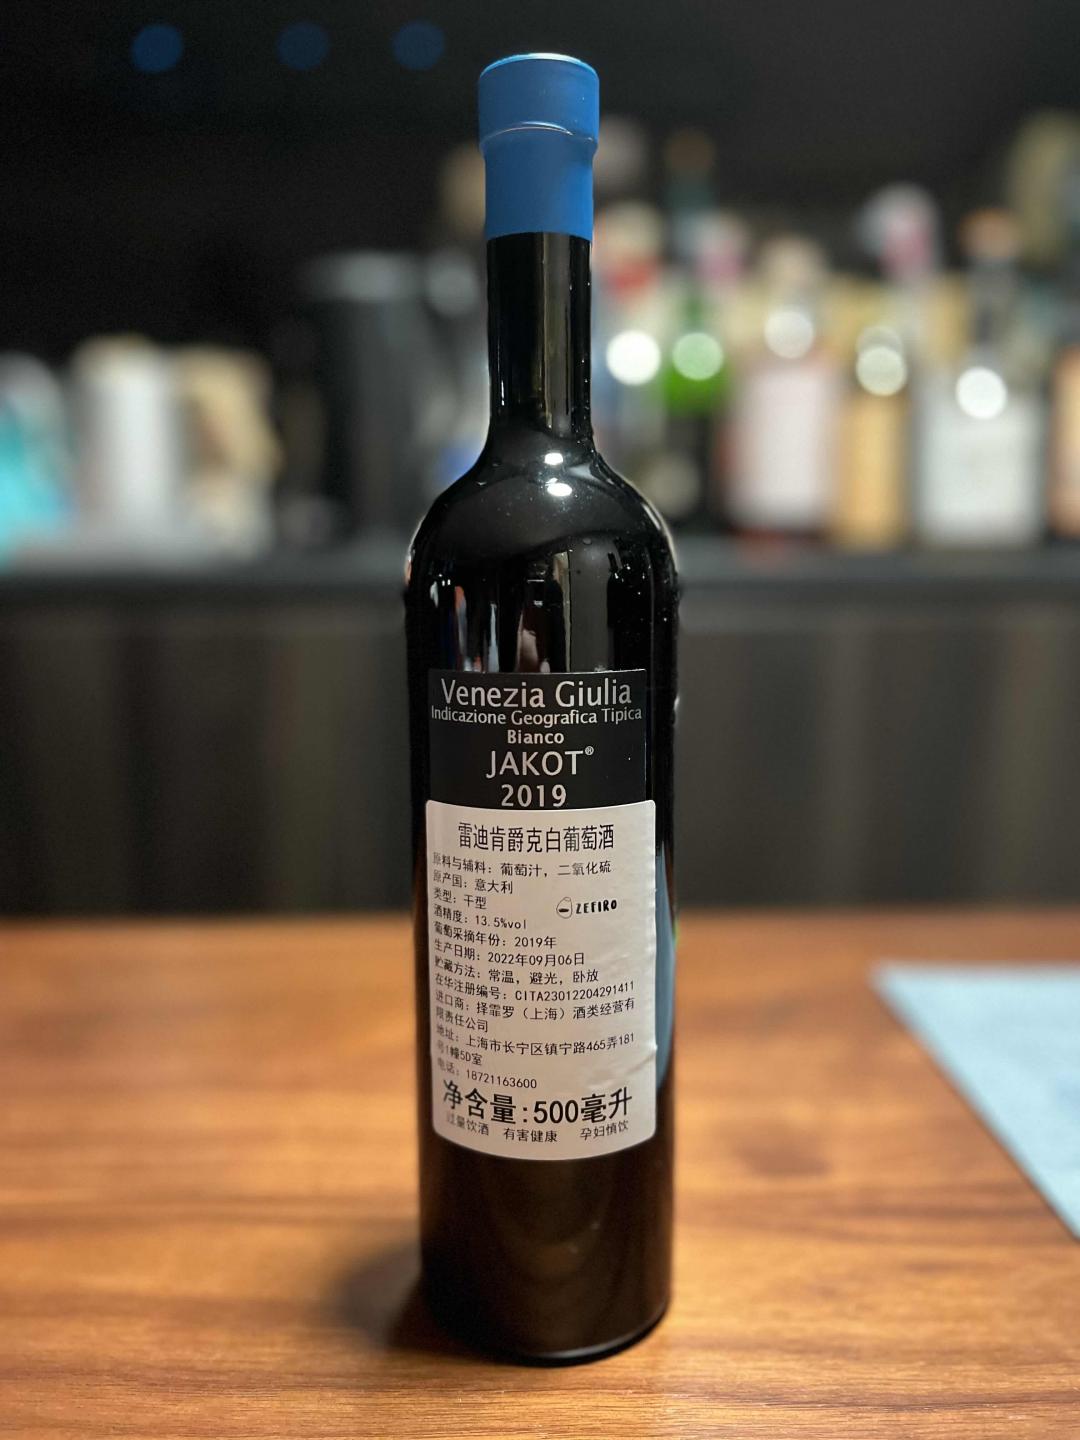 Venezia Giulia
Indicazione Geografica Tipica
Bianco
JAKOT®
2019
雷迪肯爵克白葡萄酒
原料与辅料：葡萄汁，二氧化硫
原产国：意大利
类型：干型
ZEFIRO
酒精度：13.5%vol
葡萄采摘年份：2019年
生产日期：2022年09月06日
贮藏方法：常温，避光，卧放
在华注册编号：CITA23012204291411
进口商：择霏罗（上海）酒类经营有
限责任公司
地址：上海市长宁区镇宁路465弄181
号1幢5D室
电话：18721163600
净含量:500毫升
过量饮酒 有害健康 孕妇慎饮